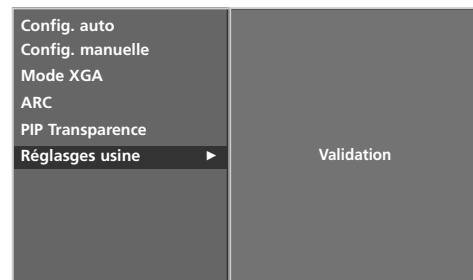 Config. auto
Config. manuelle
Mode XGA
ARC
PIP Transparence
Réglasges usine ►
Validation